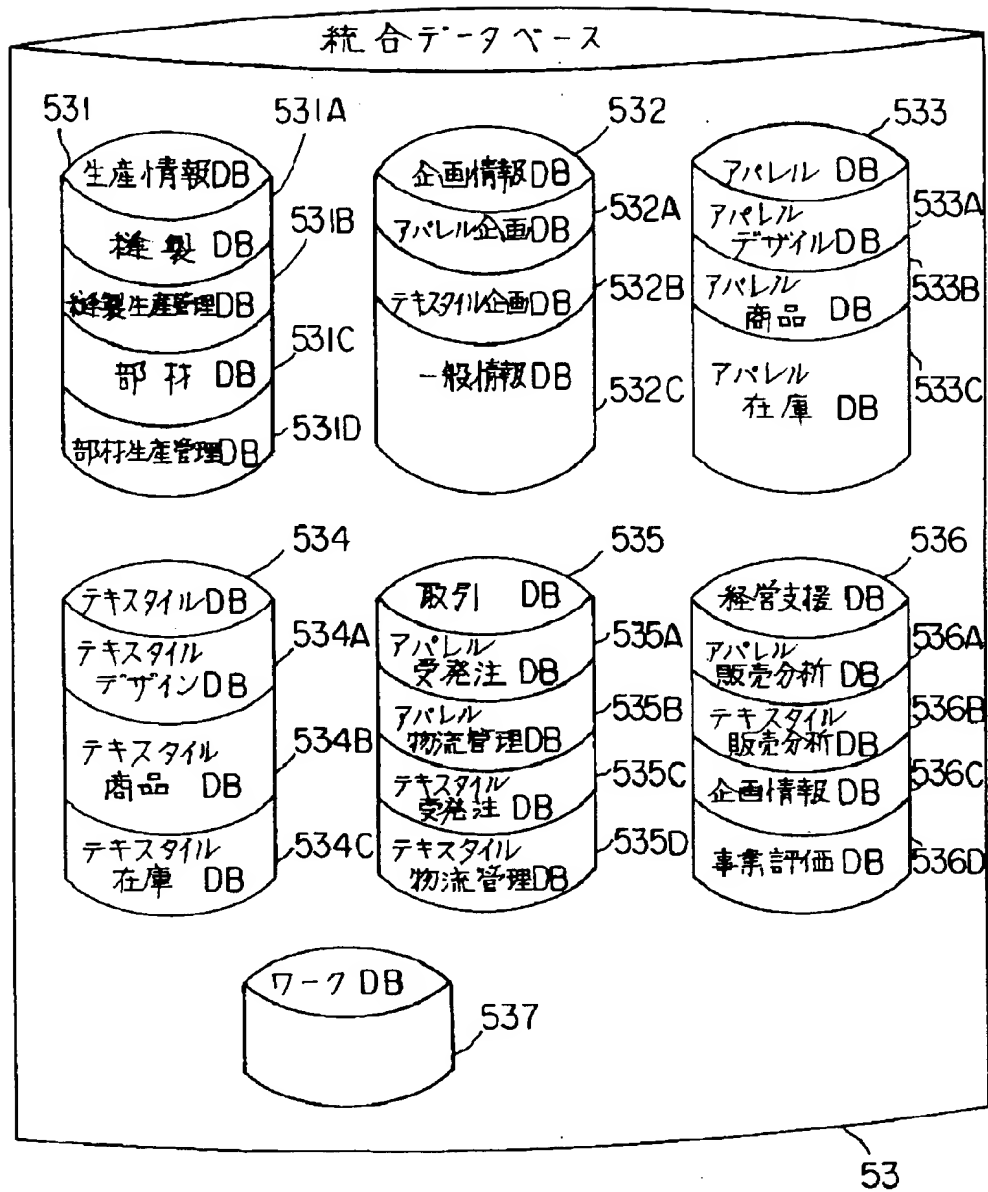 統合データベース
531
531A
532
533
生産情報DB
企画情報DB
アパレル DB
縫製 DB
531B
アパレル企画DB
532A
アパレル
デザイルDB
533A
縫製生産管理DB
テキスタイル企画DB
532B
アパレル
商品 DB
533B
部材 DB
531C
一般情報DB
532C
アパレル
在庫 DB
533C
部材生産管理DB
531D
534
535
536
テキスタイルDB
取引 DB
経営支援 DB
テキスタイル
デザインDB
534A
アパレル
受発注 DB
535A
アパレル
販売分析DB
536A
テキスタイル
商品 DB
534B
アパレル
物流管理DB
535B
テキスタイル
販売分析DB
536B
テキスタイル
受発注 DB
535C
企画情報DB
536C
テキスタイル
在庫 DB
534C
テキスタイル
物流管理DB
535D
事業評価DB
536D
ワークDB
537
53